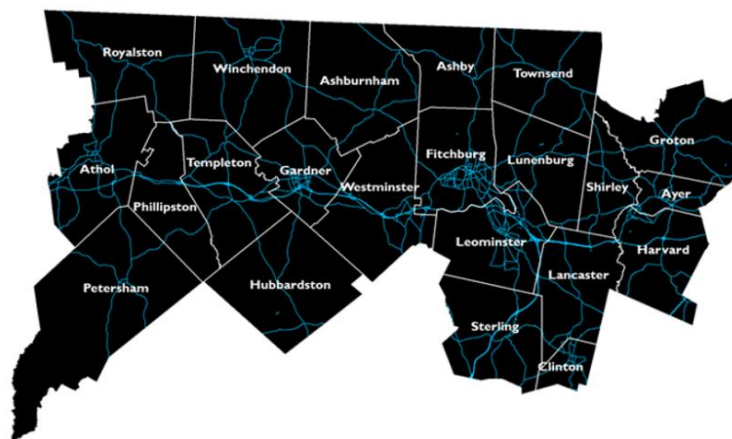 Royalston
Winchendon
Ashburnham
Ashby
Townsend
Groton
Athol
Templeton
Gardner
Westminster
Fitchburg
Lunenburg
Shirley
Ayer
Phillipston
Leominster
Harvard
Petersham
Hubbardston
Lancaster
Sterling
Clinton